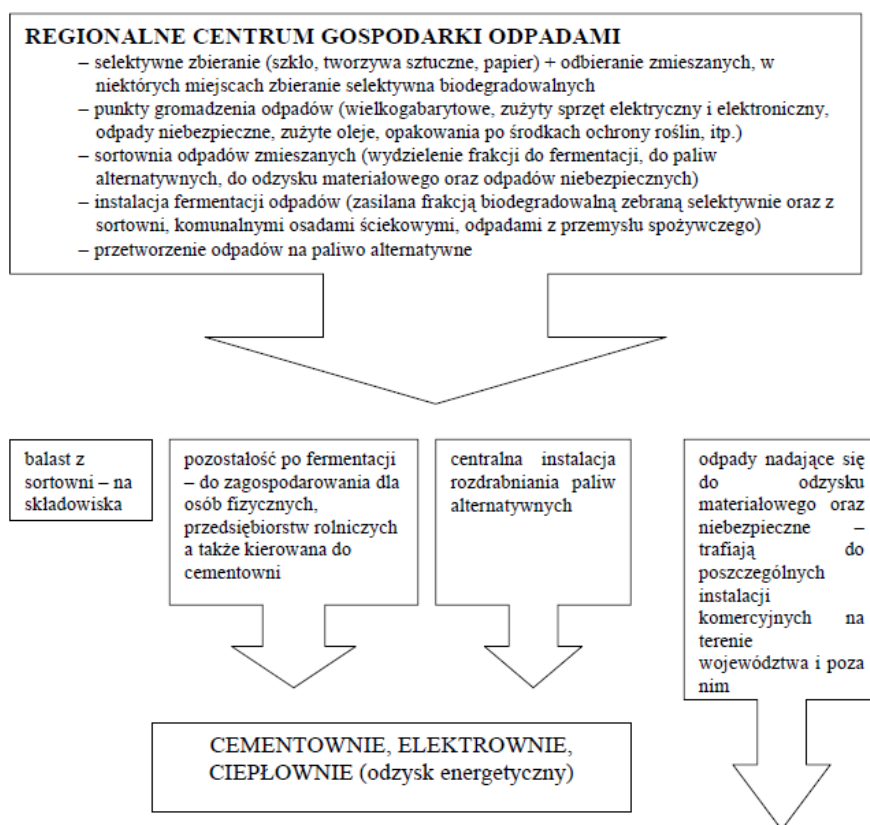 REGIONALNE CENTRUM GOSPODARKI ODPADAMI
– selektywne zbieranie (szkło, tworzywa sztuczne, papier) + odbieranie zmieszanych, w
niektórych miejscach zbieranie selektywna biodegradowalnych
– punkty gromadzenia odpadów (wielkogabarytowe, zużyty sprzęt elektryczny i elektroniczny,
odpady niebezpieczne, zużyte oleje, opakowania po środkach ochrony roślin, itp.)
– sortownia odpadów zmieszanych (wydzielenie frakcji do fermentacji, do paliw
alternatywnych, do odzysku materiałowego oraz odpadów niebezpiecznych)
– instalacja fermentacji odpadów (zasilana frakcją biodegradowalną zebraną selektywnie oraz z
sortowni, komunalnymi osadami ściekowymi, odpadami z przemysłu spożywczego)
– przetworzenie odpadów na paliwo alternatywne
balast z
sortowni – na
składowiska
pozostałość po fermentacji
– do zagospodarowania dla
osób fizycznych,
przedsiębiorstw rolniczych
a także kierowana do
cementowni
centralna instalacja
rozdrabniania paliw
alternatywnych
odpady nadające się
do odzysku
materiałowego oraz
niebezpieczne –
trafiają do
poszczególnych
instalacji
komercyjnych na
terenie
województwa i poza
nim
CEMENTOWNIE, ELEKTROWNIE,
CIEPŁOWNIE (odzysk energetyczny)